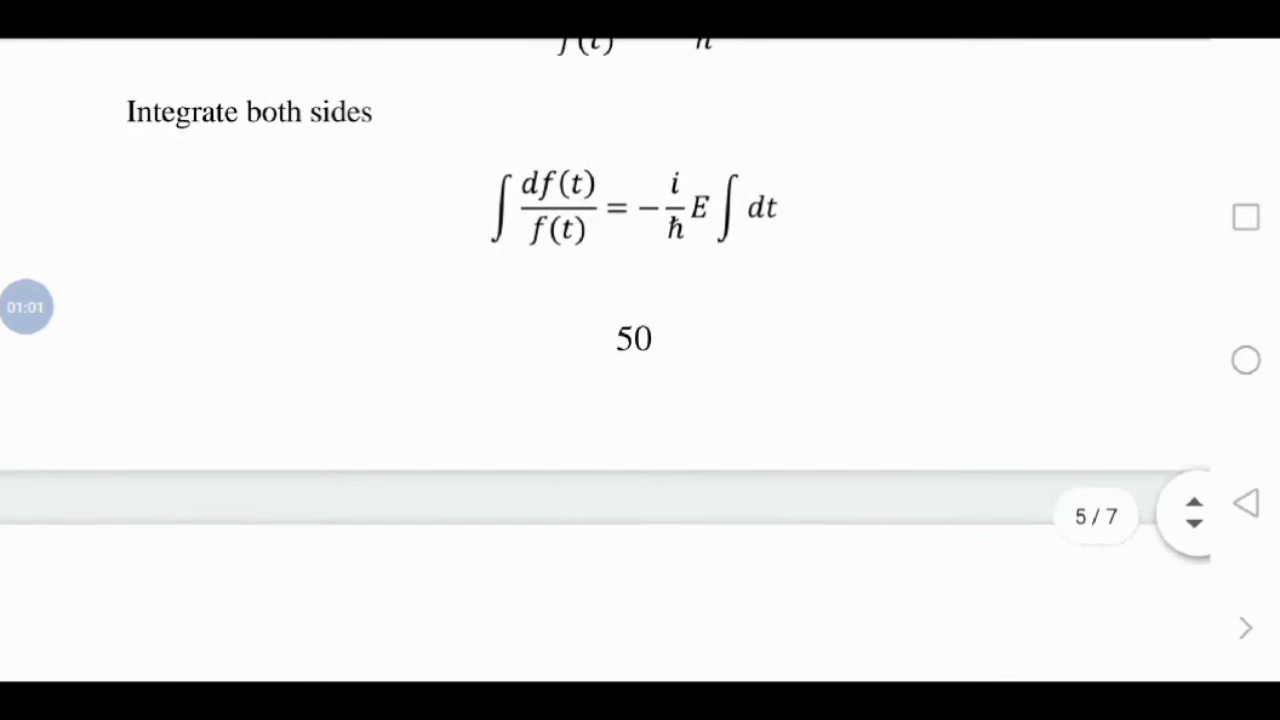 f(t) ħ
Integrate both sides
∫ df(t)/f(t) = −i/ħ E ∫ dt
01:01
50
5 / 7